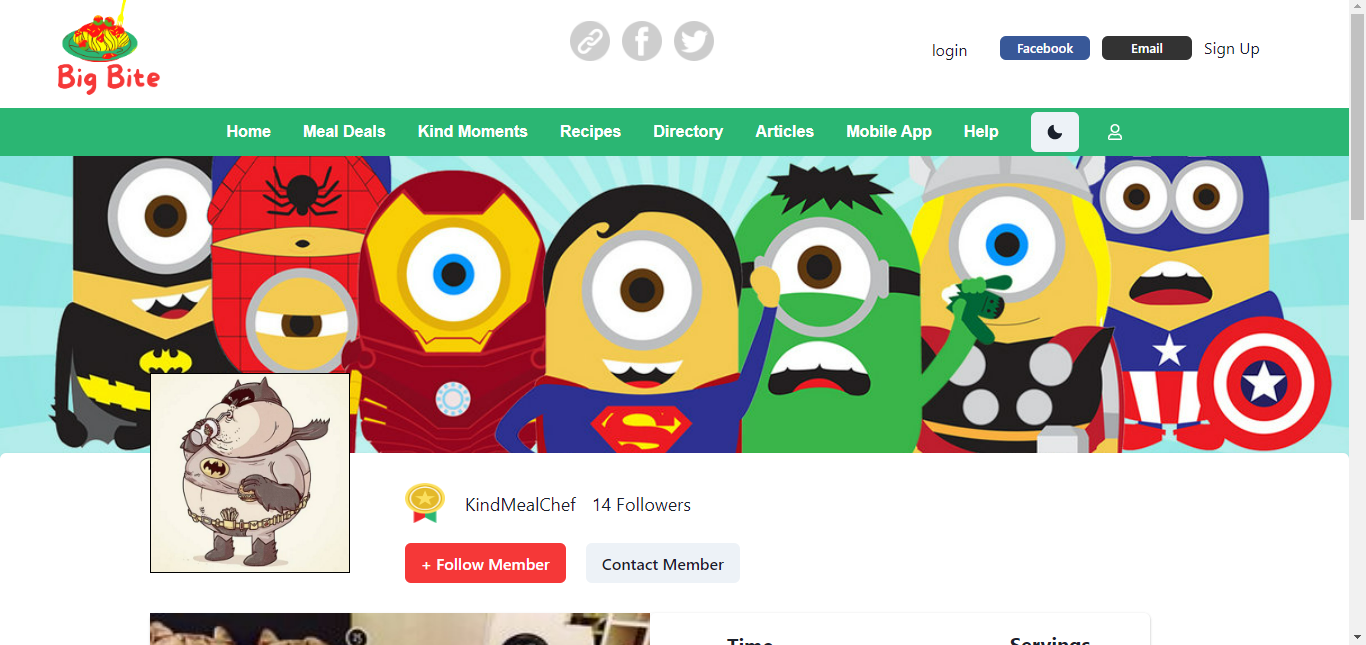 Big Bite
login
Facebook
Email
Sign Up
Home Meal Deals Kind Moments Recipes Directory Articles Mobile App Help
KindMealChef 14 Followers
+ Follow Member Contact Member
Time Servings